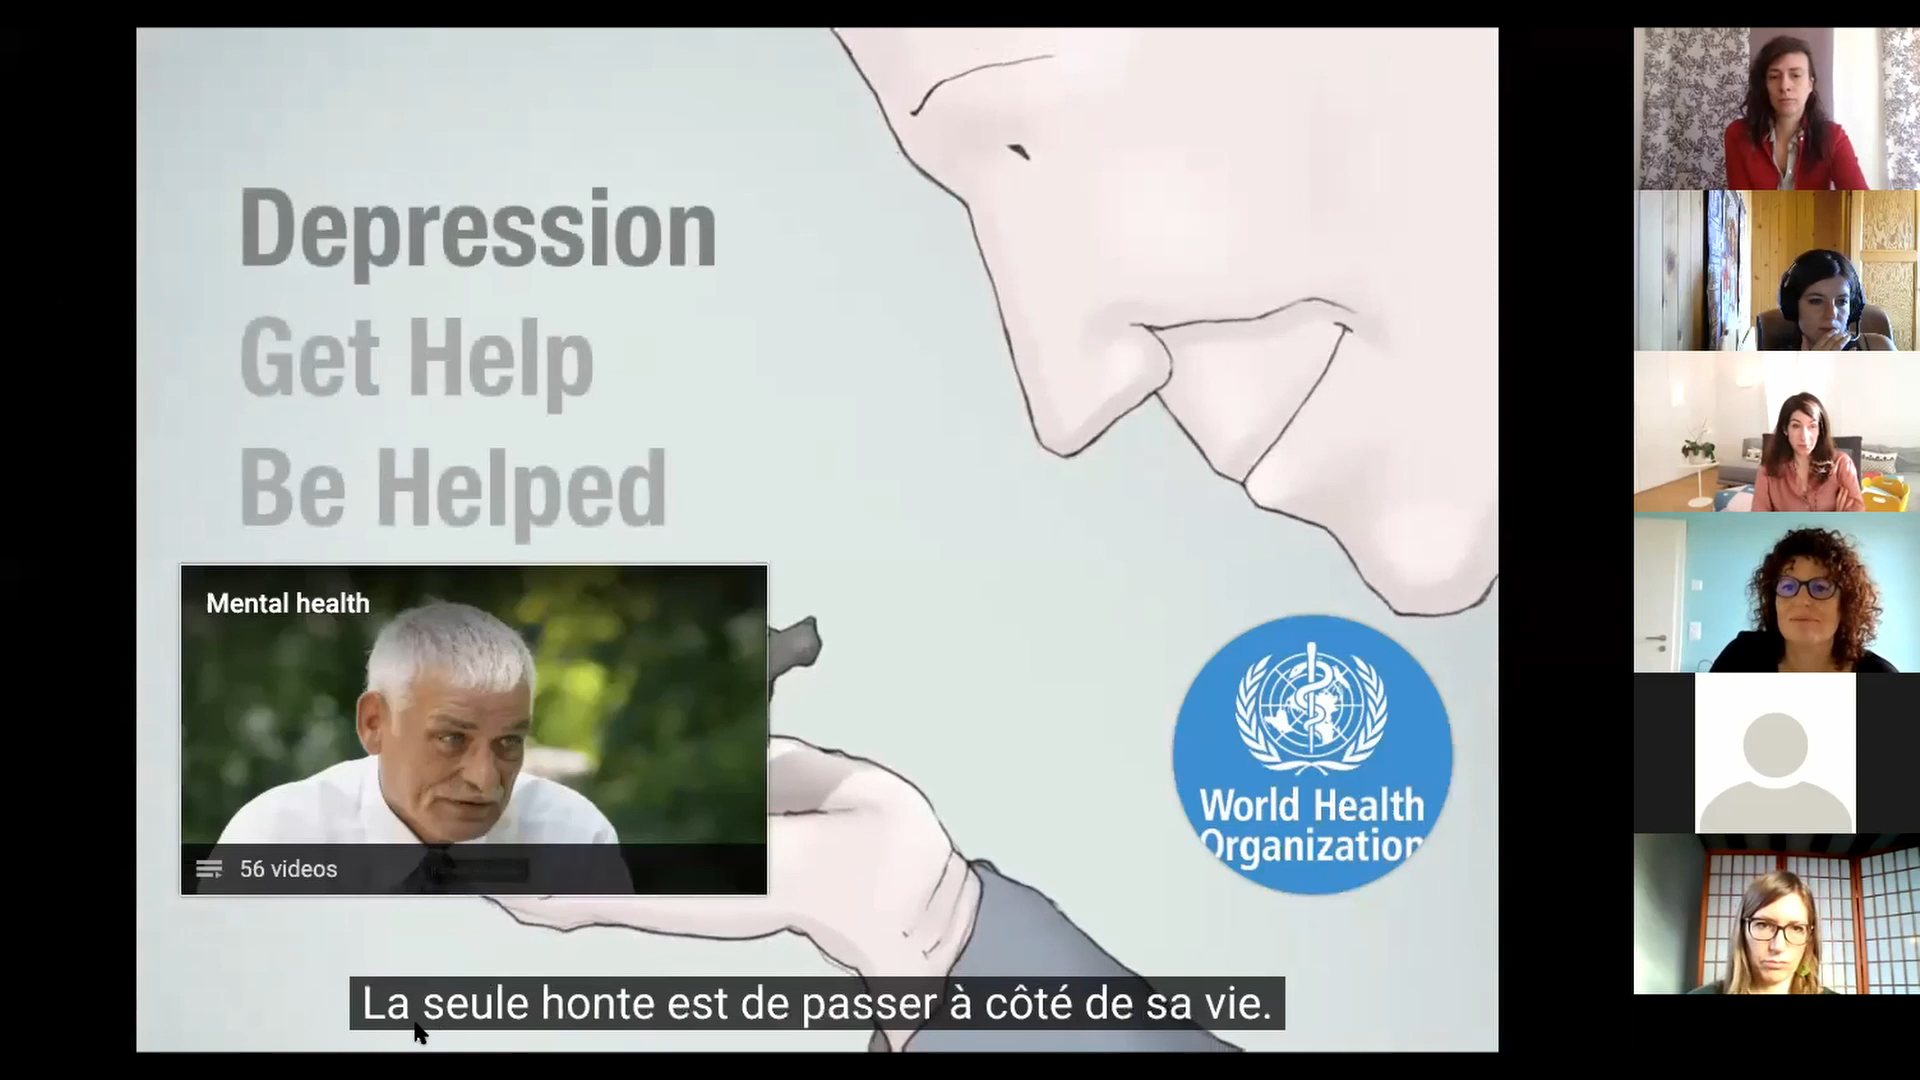 Depression
Get Help
Be Helped
Mental health
56 videos
World Health
Organization
La seule honte est de passer à côté de sa vie.